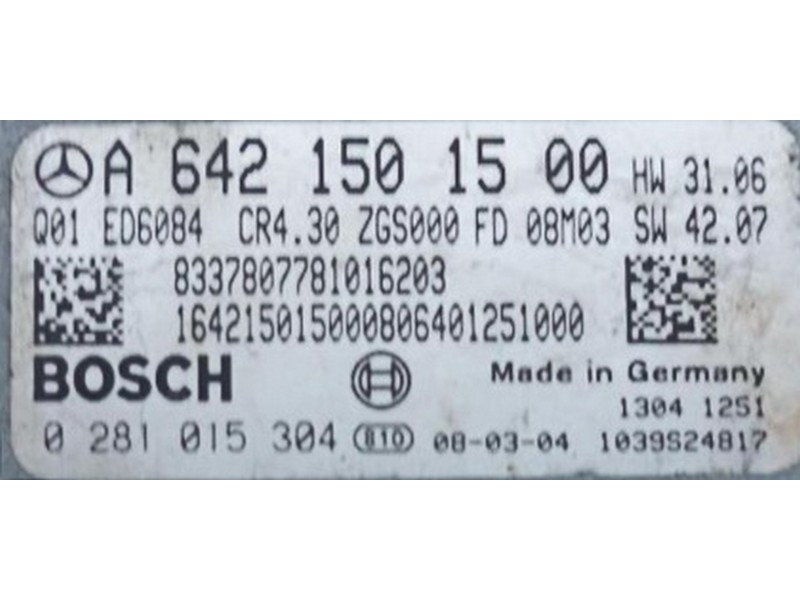 A 642 150 15 00 HW 31.06
Q01 ED6084 CR4.30 ZGS000 FD 08M03 SW 42.07
8337807781016203
164215015000806401251000
BOSCH Made in Germany
1304 1251
0 281 015 304 810 08-03-04 1039S24817